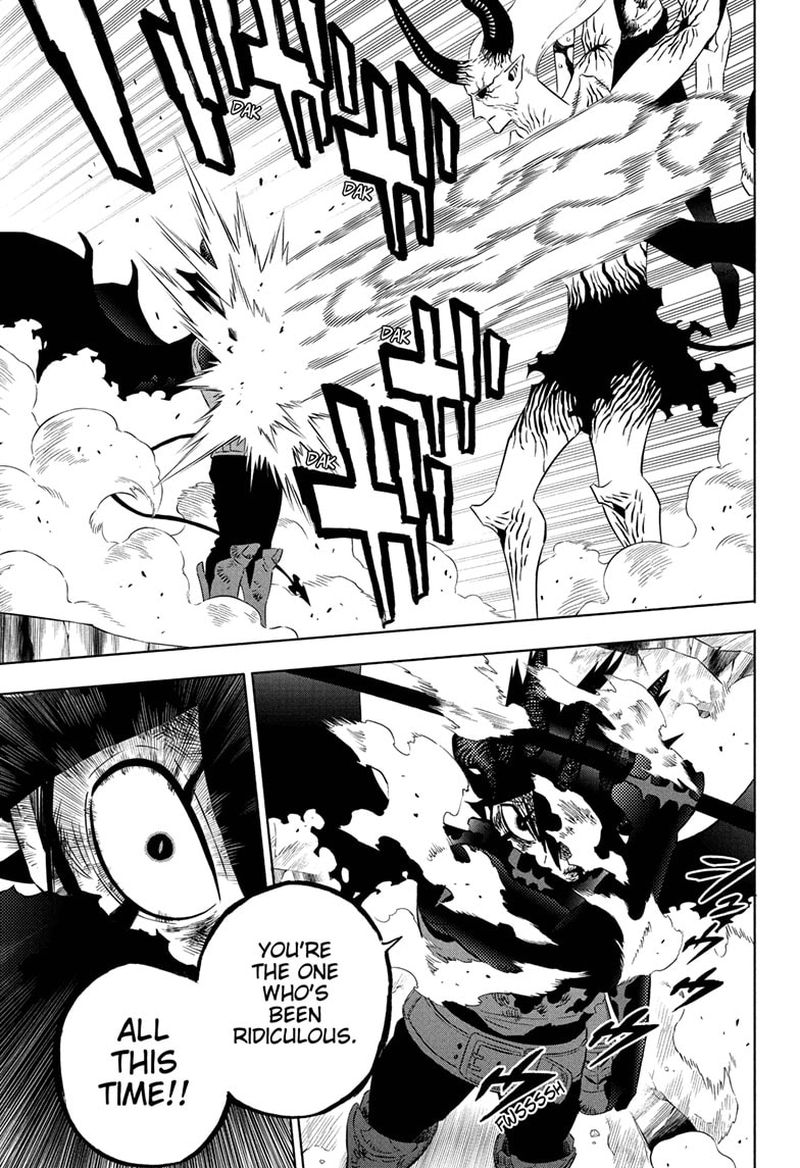 DAK
DAK
DAK
DAK
YOU'RE
THE ONE
WHO'S
BEEN
RIDICULOUS.
FWSSSSH
ALL
THIS
TIME!!